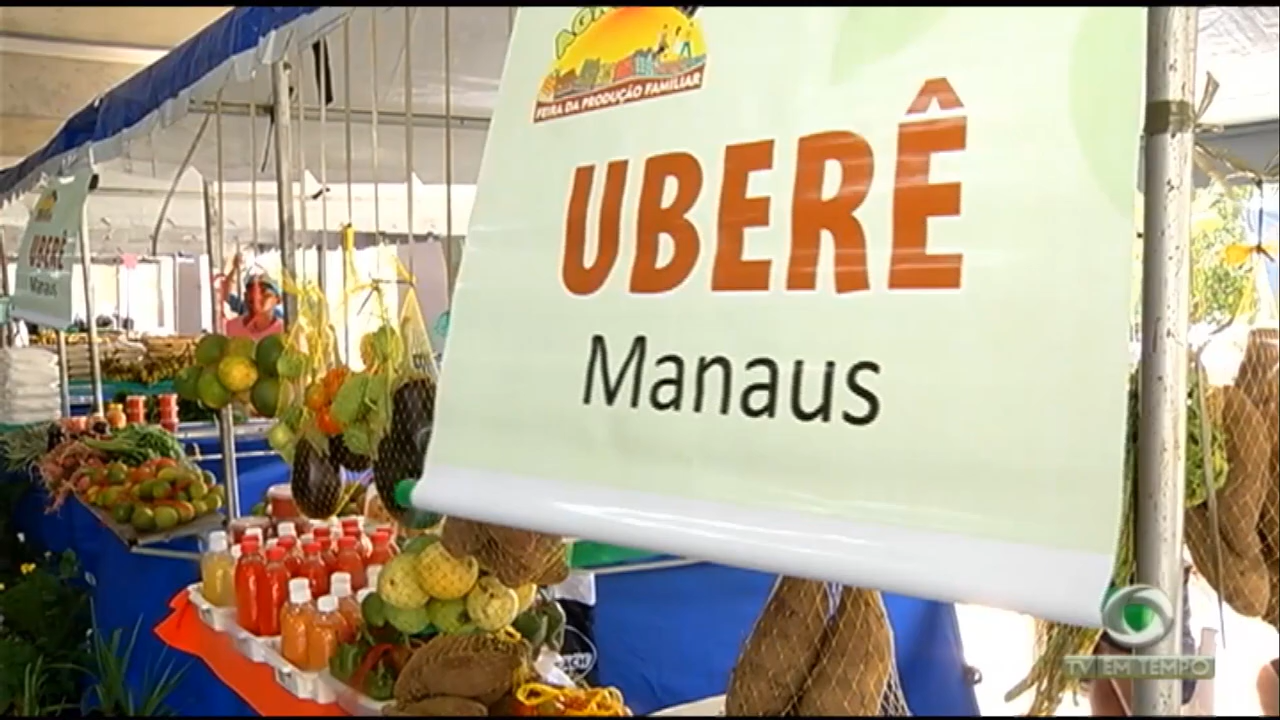 FEIRA DA PRODUÇÃO FAMILIAR
UBERÊ
Manaus
UBERÊ
Manaus
TV EM TEMPO